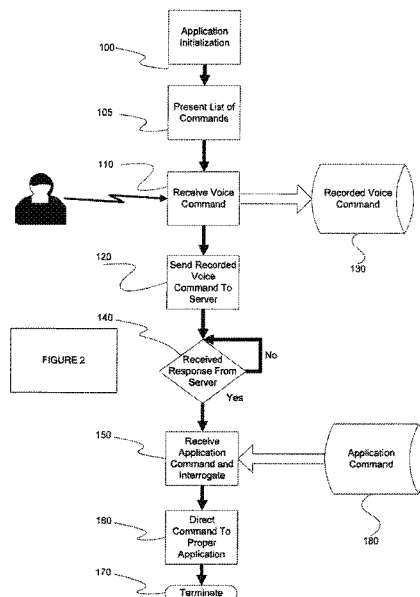 Application
Initialization
100
Present List of
Commands
105
110
Receive Voice
Command
Recorded Voice
Command
130
120
Send Recorded
Voice
Command To
Server
140
FIGURE 2
Received
Response From
Server
No
Yes
150
Receive
Application
Command and
Interrogate
Application
Command
180
160
Direct
Command To
Proper
Application
170
Terminate